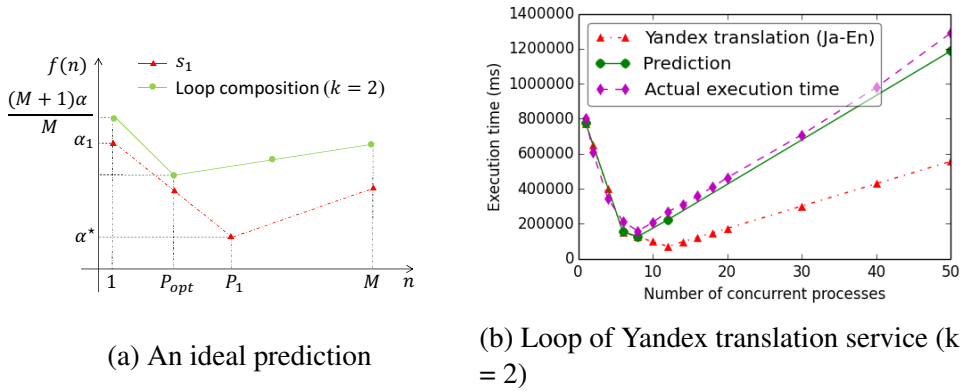 f(n)
s₁
Loop composition (k = 2)
(M + 1)α
M
α₁
α*
1
P_opt
P₁
M
n
(a) An ideal prediction
1400000
1200000
1000000
800000
600000
400000
200000
0
Execution time (ms)
Yandex translation (Ja-En)
Prediction
Actual execution time
0 10 20 30 40 50
Number of concurrent processes
(b) Loop of Yandex translation service (k
= 2)